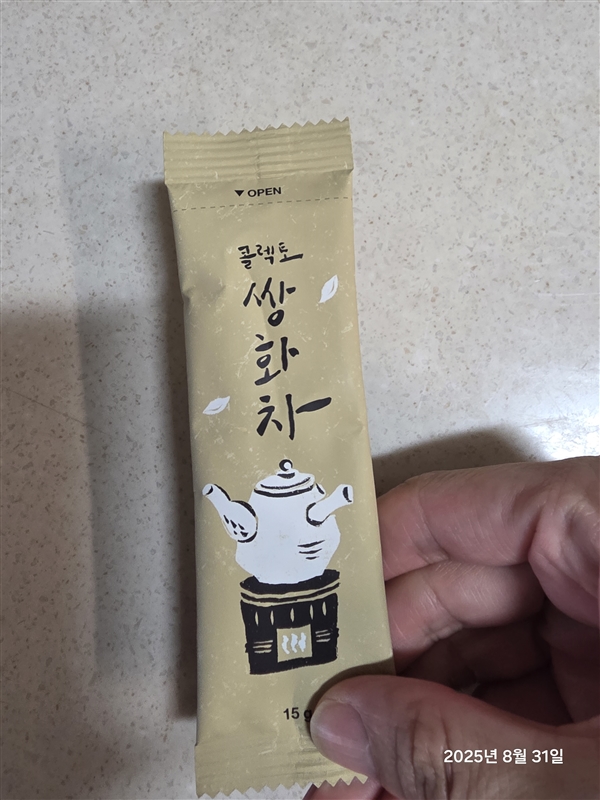 ▼OPEN
콜렉토
쌍
화
차
15 g
2025년 8월 31일